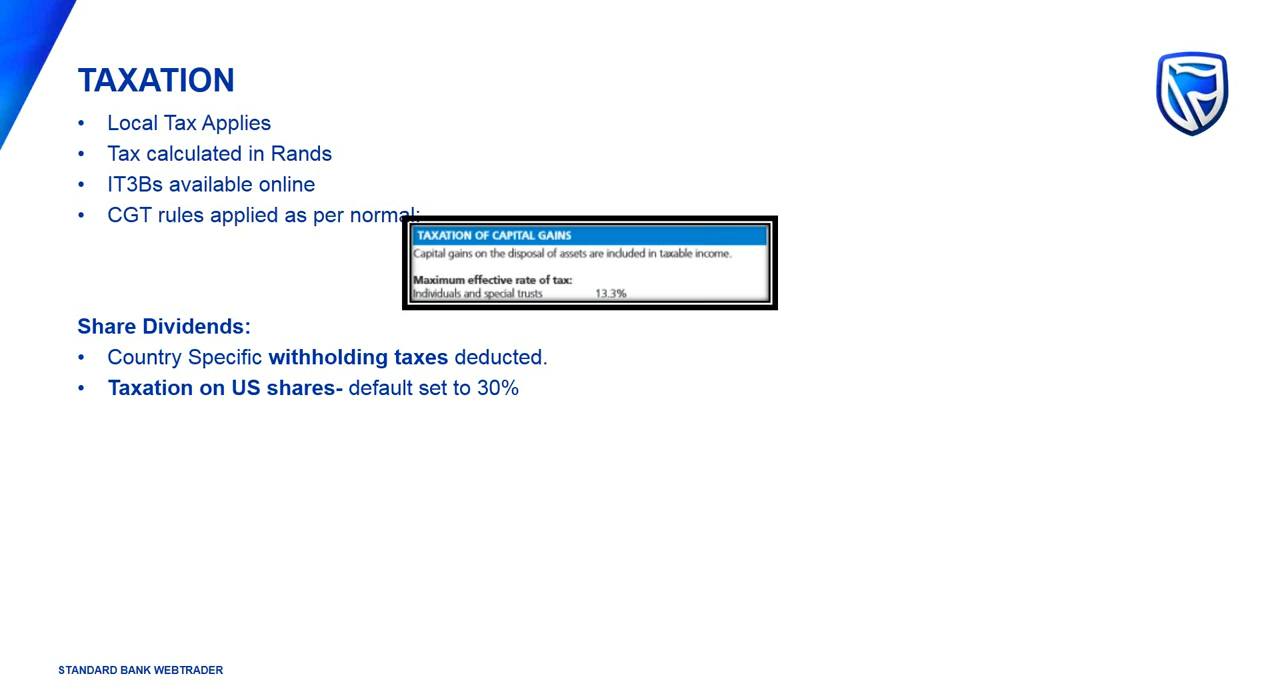 TAXATION
• Local Tax Applies
• Tax calculated in Rands
• IT3Bs available online
• CGT rules applied as per normal:
TAXATION OF CAPITAL GAINS
Capital gains on the disposal of assets are included in taxable income.
Maximum effective rate of tax:
Individuals and special trusts 13.3%
Share Dividends:
• Country Specific withholding taxes deducted.
• Taxation on US shares- default set to 30%
STANDARD BANK WEBTRADER